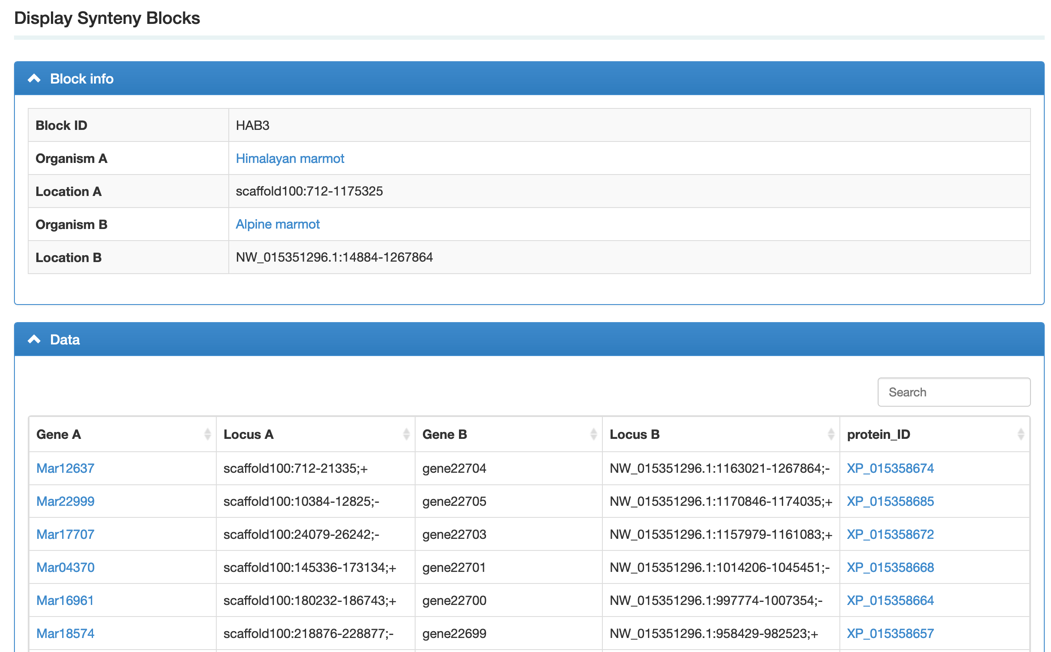 Display Synteny Blocks
Block info
Block ID HAB3
Organism A Himalayan marmot
Location A scaffold100:712-1175325
Organism B Alpine marmot
Location B NW_015351296.1:14884-1267864
Data
Search
Gene A Locus A Gene B Locus B protein_ID
Mar12637 scaffold100:712-21335;+ gene22704 NW_015351296.1:1163021-1267864;- XP_015358674
Mar22999 scaffold100:10384-12825;- gene22705 NW_015351296.1:1170846-1174035;+ XP_015358685
Mar17707 scaffold100:24079-26242;- gene22703 NW_015351296.1:1157979-1161083;+ XP_015358672
Mar04370 scaffold100:145336-173134;+ gene22701 NW_015351296.1:1014206-1045451;- XP_015358668
Mar16961 scaffold100:180232-186743;+ gene22700 NW_015351296.1:997774-1007354;- XP_015358664
Mar18574 scaffold100:218876-228877;- gene22699 NW_015351296.1:958429-982523;+ XP_015358657